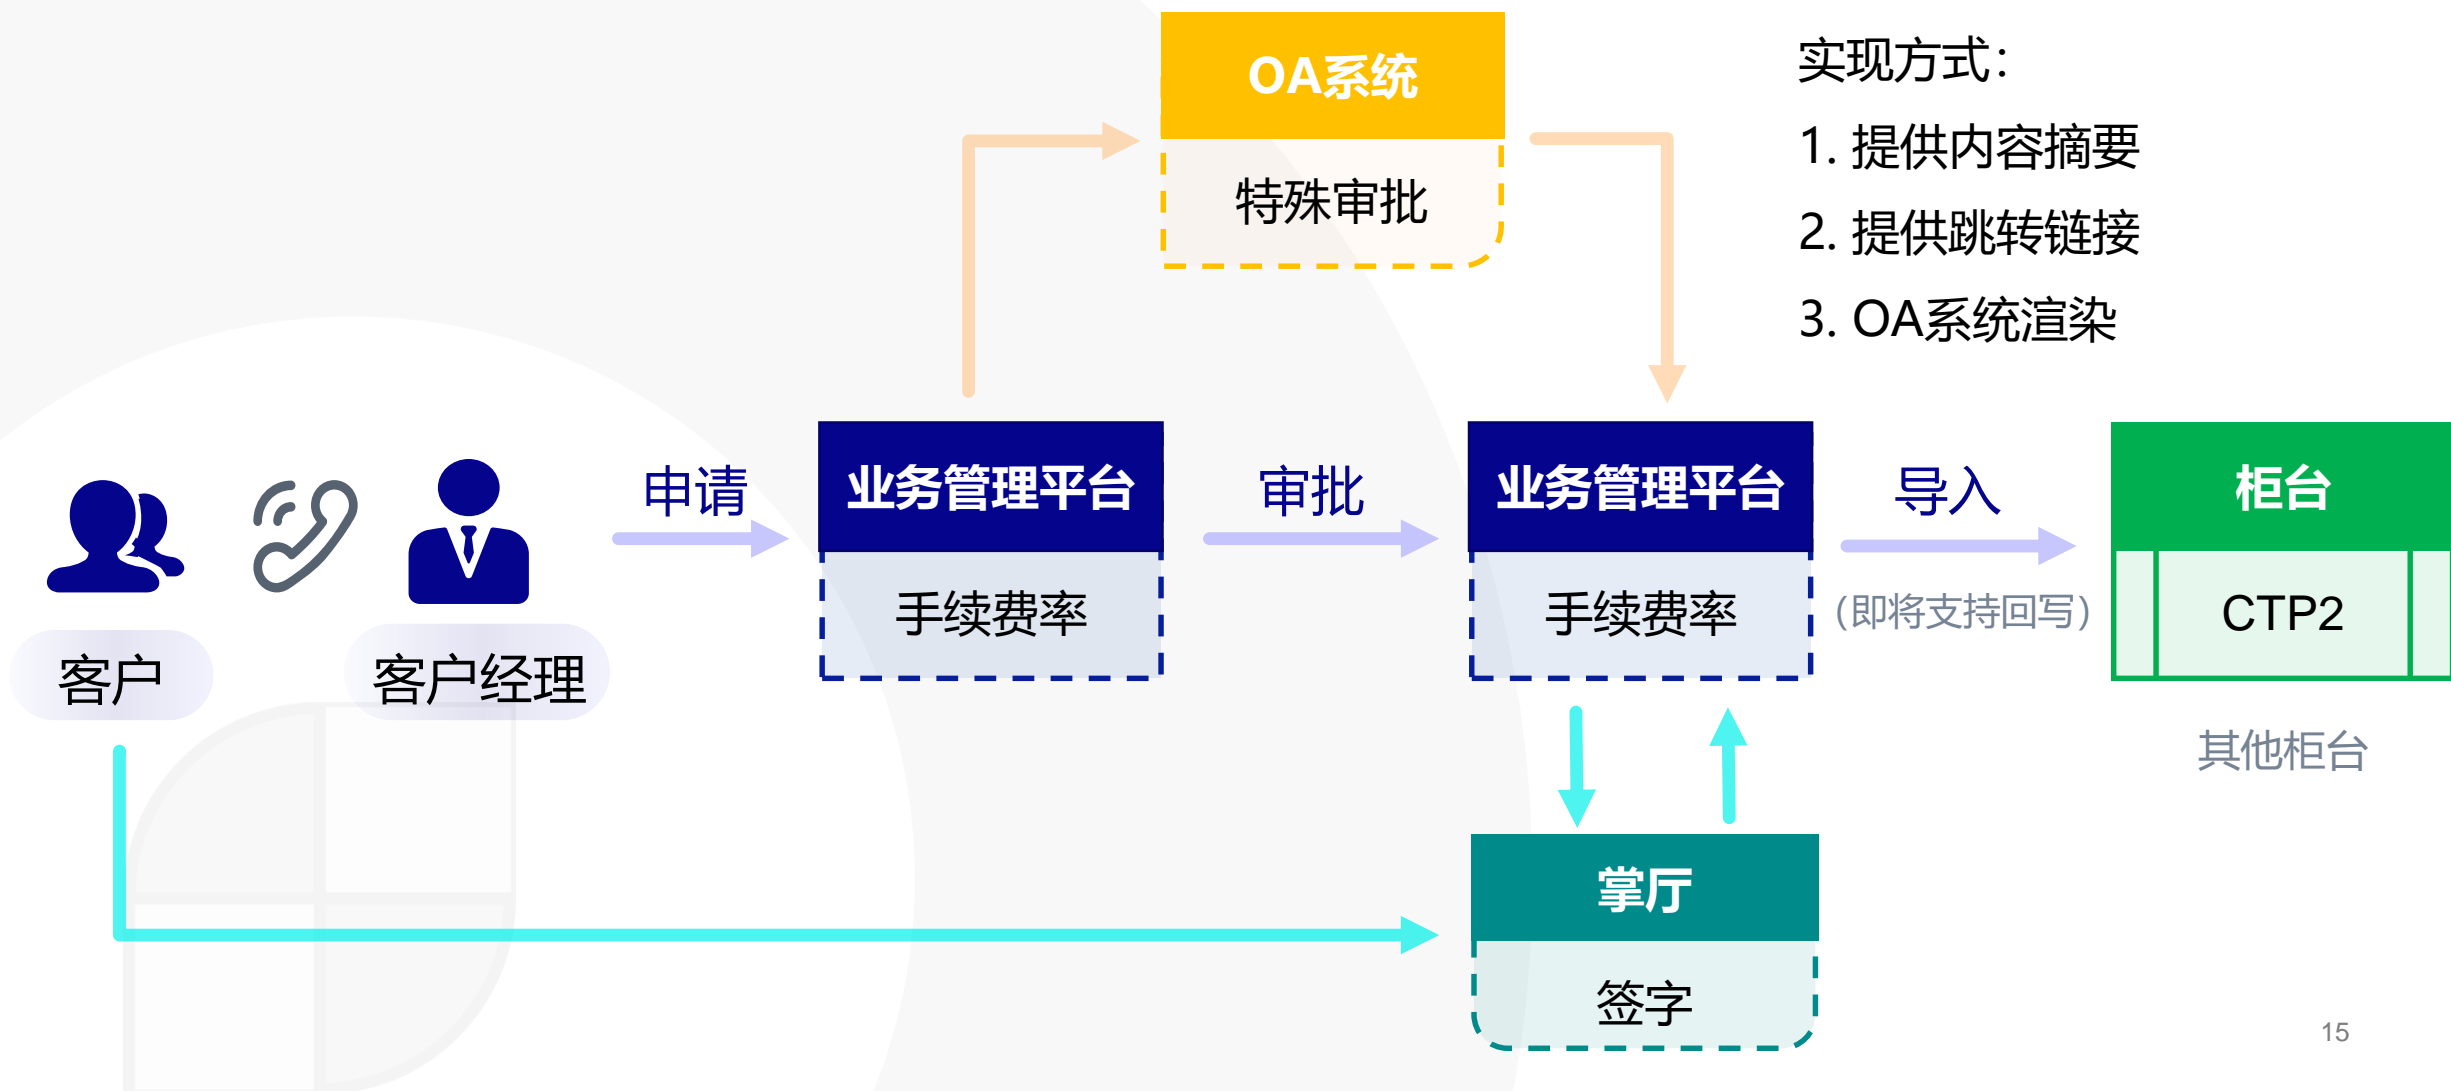 OA系统
特殊审批
实现方式：
1. 提供内容摘要
2. 提供跳转链接
3. OA系统渲染
客户
客户经理
申请
业务管理平台
手续费率
审批
业务管理平台
手续费率
导入
（即将支持回写）
柜台
CTP2
其他柜台
掌厅
签字
15